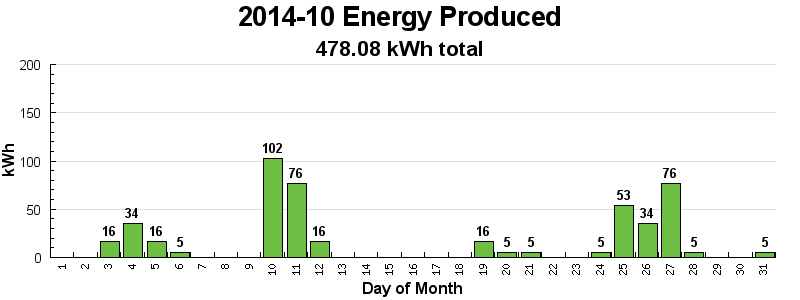 2014-10 Energy Produced
478.08 kWh total
200
150
100
50
0
kWh
16 34 16 5 102 76 16 16 5 5 5 53 34 76 5 5
1 2 3 4 5 6 7 8 9 10 11 12 13 14 15 16 17 18 19 20 21 22 23 24 25 26 27 28 29 30 31
Day of Month